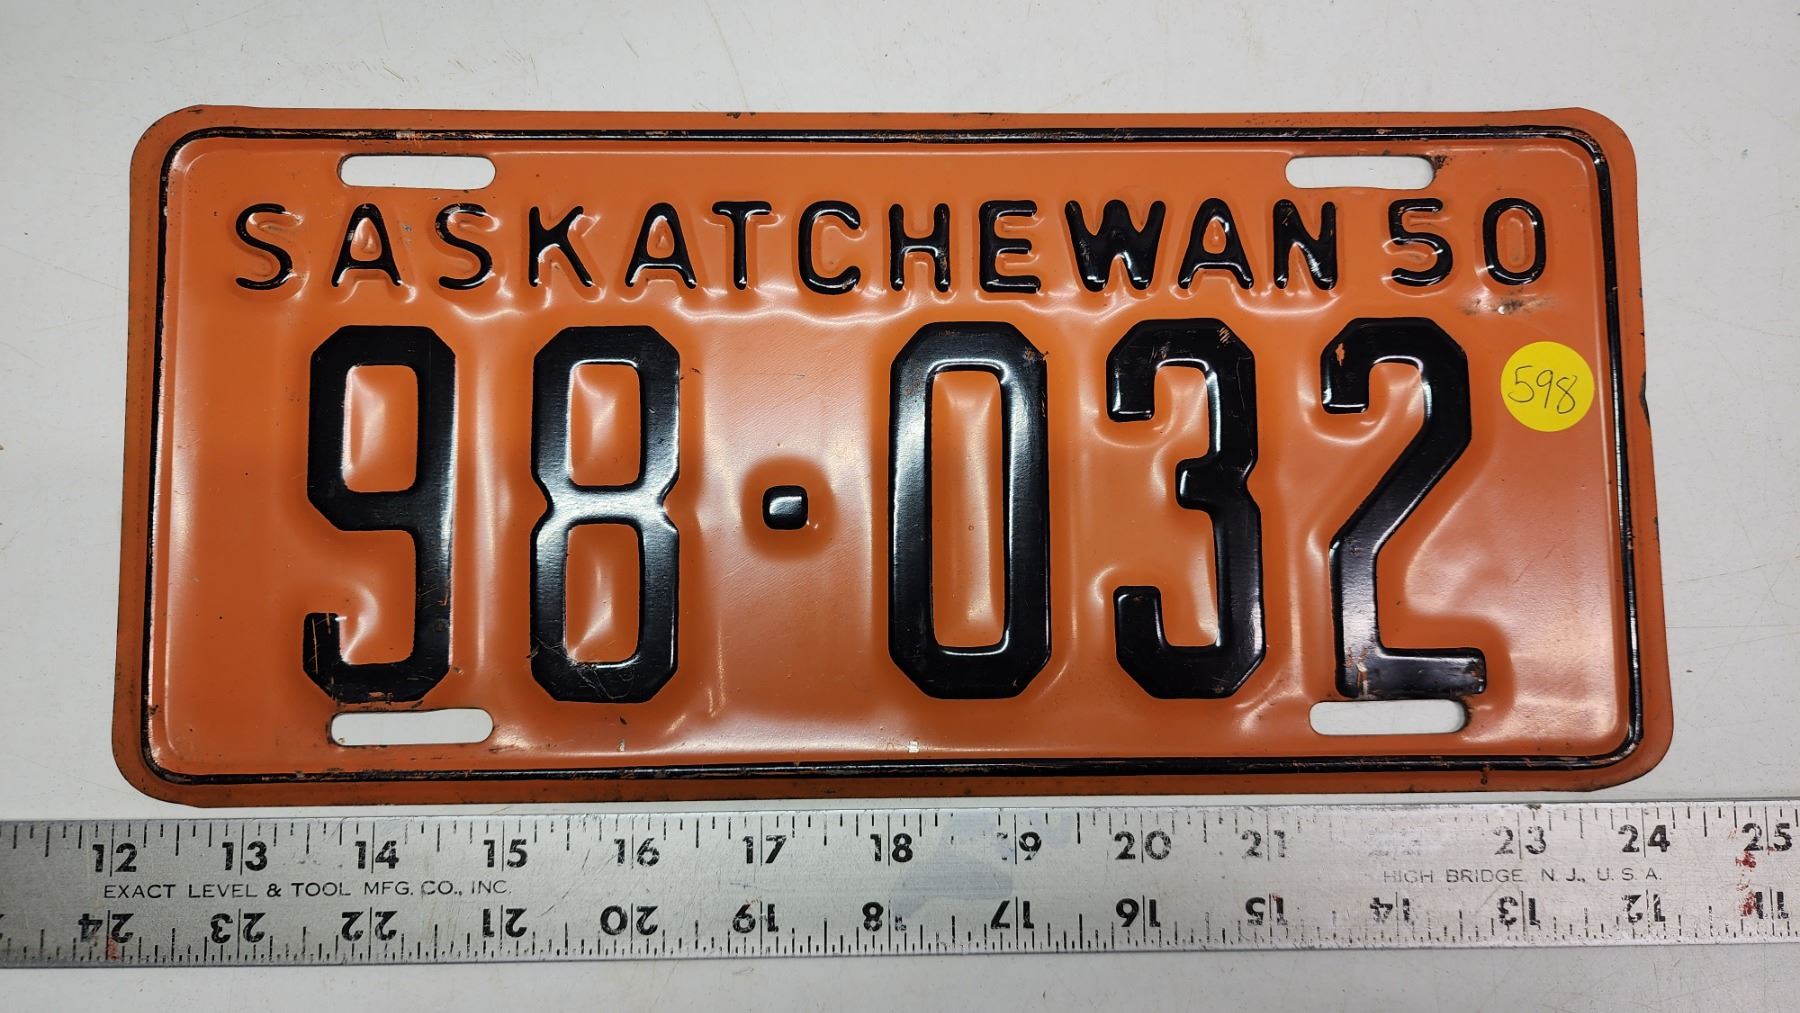 SASKATCHEWAN 50
98·032
598
12 13 14 15 16 17 18 19 20 21 23 24 25
EXACT LEVEL & TOOL MFG. CO., INC. HIGH BRIDGE, N. J., U. S. A.
24 23 22 21 20 19 18 17 16 15 14 13 12 11